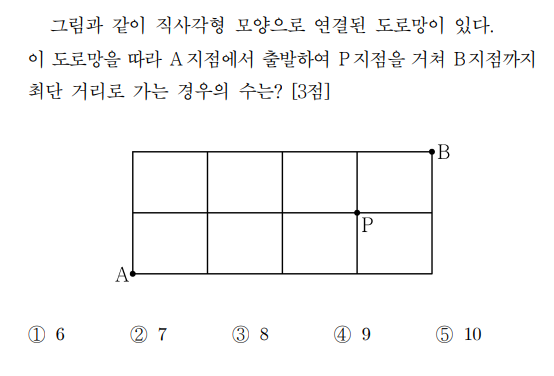 그림과 같이 직사각형 모양으로 연결된 도로망이 있다.
이 도로망을 따라 A 지점에서 출발하여 P 지점을 거쳐 B 지점까지
최단 거리로 가는 경우의 수는? [3점]
B
P
A
① 6 ② 7 ③ 8 ④ 9 ⑤ 10